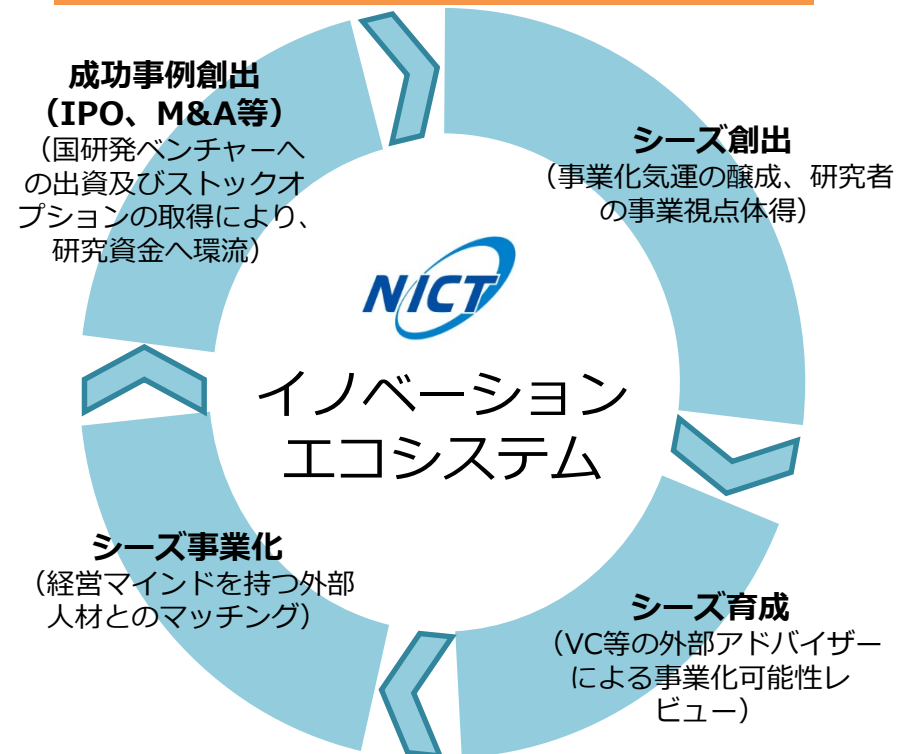 成功事例創出
（IPO、M&A等）
（国研発ベンチャーへ
の出資及びストックオ
プションの取得により、
研究資金へ環流）
シーズ創出
（事業化気運の醸成、研究者
の事業視点体得）
NICT
イノベーション
エコシステム
シーズ事業化
（経営マインドを持つ外部
人材とのマッチング）
シーズ育成
（VC等の外部アドバイザー
による事業化可能性レ
ビュー）